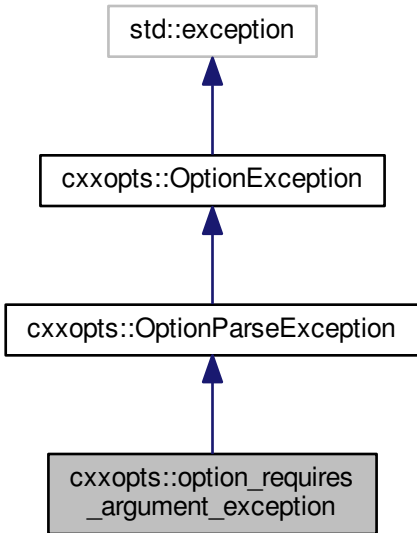 std::exception
cxxopts::OptionException
cxxopts::OptionParseException
cxxopts::option_requires
_argument_exception